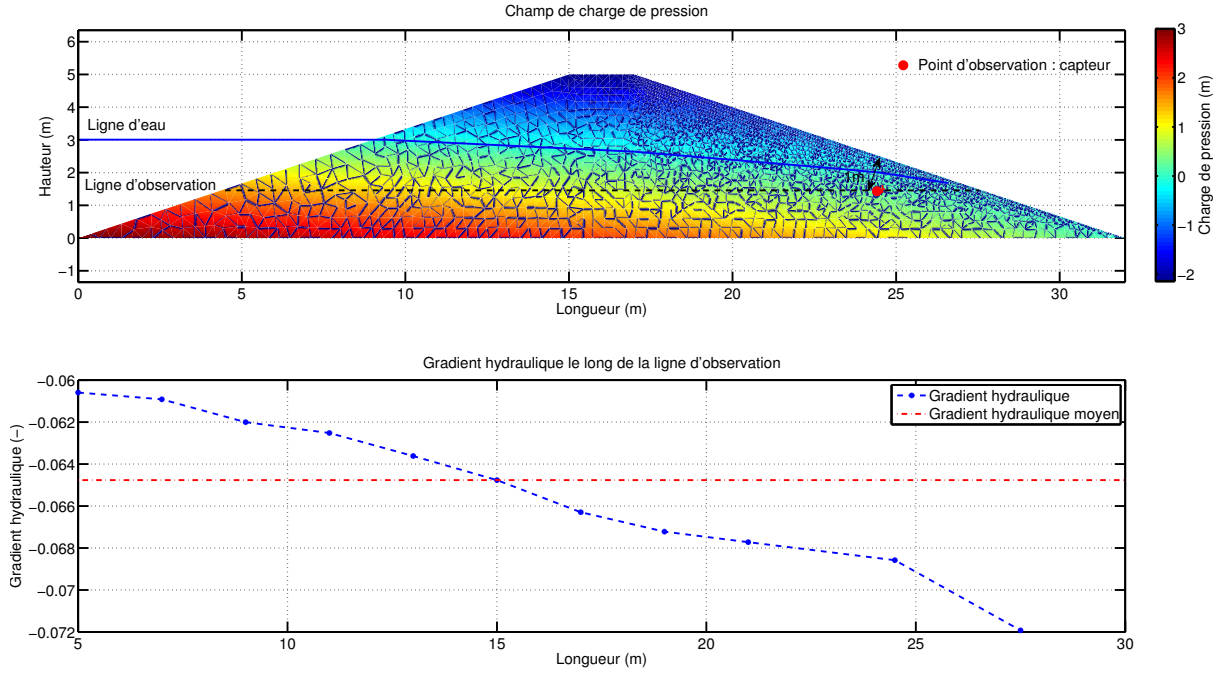 Champ de charge de pression
6
5
4
3
2
1
0
−1
Hauteur (m)
Ligne d'eau
Ligne d'observation
Point d'observation : capteur
0 5 10 15 20 25 30
Longueur (m)
3
2
1
0
−1
−2
Charge de pression (m)
Gradient hydraulique le long de la ligne d'observation
−0.06
−0.062
−0.064
−0.066
−0.068
−0.07
−0.072
Gradient hydraulique (−)
Gradient hydraulique
Gradient hydraulique moyen
5 10 15 20 25 30
Longueur (m)